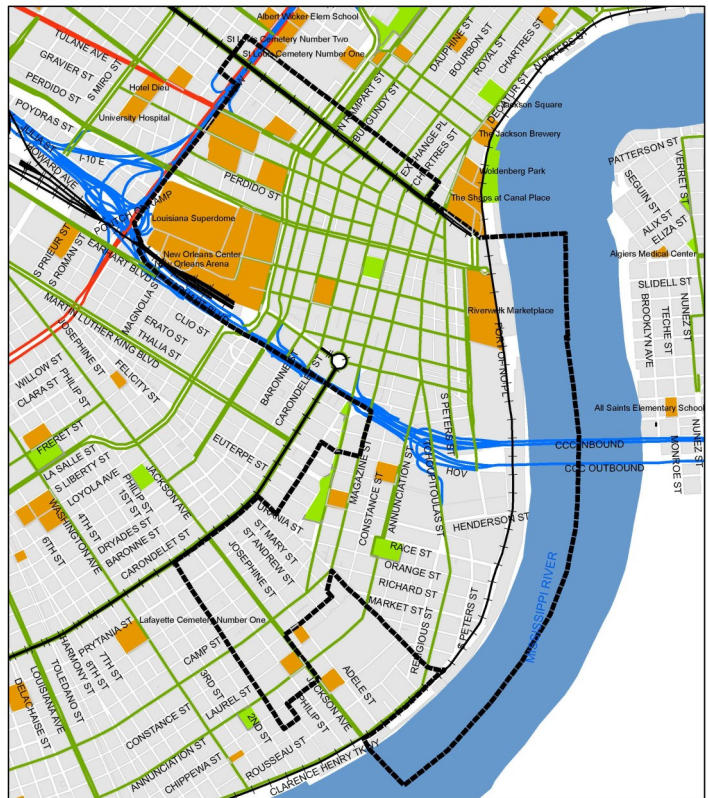 Albert Wicker Elem School
St Louis Cemetery Number Two
St Louis Cemetery Number One
TULANE AVE
GRAVIER ST
PERDIDO ST
S MIRO ST
Hotel Dieu
University Hospital
POYDRAS ST
JULIA ST
HOWARD AVE
I-10 E
DAUPHINE ST
BOURBON ST
ROYAL ST
CHARTRES ST
N PETERS ST
DECATUR ST
N RAMPART ST
BURGUNDY ST
EXCHANGE PL
CHARTRES ST
Jackson Square
The Jackson Brewery
Woldenberg Park
The Shops at Canal Place
PERDIDO ST
Louisiana Superdome
New Orleans Center
New Orleans Arena
S PRIEUR ST
S ROMAN ST
EARHART BLVD
MAGNOLIA ST
MARTIN LUTHER KING BLVD
CLIO ST
ERATO ST
THALIA ST
JOSEPHINE ST
PHILIP ST
FELICITY ST
WILLOW ST
CLARA ST
FRERET ST
LA SALLE ST
S LIBERTY ST
LOYOLA AVE
JACKSON AVE
PHILIP ST
1ST ST
4TH ST
DRYADES ST
BARONNE ST
CARONDELET ST
WASHINGTON AVE
6TH ST
EUTERPE ST
BARONNE ST
CARONDELET ST
Riverwalk Marketplace
PORT OF NO PL
S PETERS ST
TCHOUPITOULAS ST
HOV
MAGAZINE ST
CONSTANCE ST
ANNUNCIATION ST
HENDERSON ST
RACE ST
ORANGE ST
RICHARD ST
MARKET ST
RELIGIOUS ST
S PETERS ST
URANIA ST
ST MARY ST
ST ANDREW ST
JOSEPHINE ST
Lafayette Cemetery Number One
PRYTANIA ST
7TH ST
8TH ST
HARMONY ST
TOLEDANO ST
LOUISIANA AVE
DELACHAISE ST
CAMP ST
3RD ST
LAUREL ST
2ND ST
CONSTANCE ST
ANNUNCIATION ST
CHIPPEWA ST
ROUSSEAU ST
JACKSON AVE
PHILIP ST
ADELE ST
CLARENCE HENRY TKWY
MISSISSIPPI RIVER
CCC INBOUND
CCC OUTBOUND
PATTERSON ST
VERRET ST
SEGUIN ST
ALIX ST
ELIZA ST
Algiers Medical Center
SLIDELL ST
BROOKLYN AVE
TECHE ST
NUNEZ ST
All Saints Elementary School
NUNEZ ST
MONROE ST